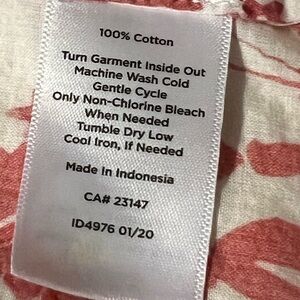 100% Cotton
Turn Garment Inside Out
Machine Wash Cold
Gentle Cycle
Only Non-Chlorine Bleach
When Needed
Tumble Dry Low
Cool Iron, If Needed
Made In Indonesia
CA# 23147
ID4976 01/20